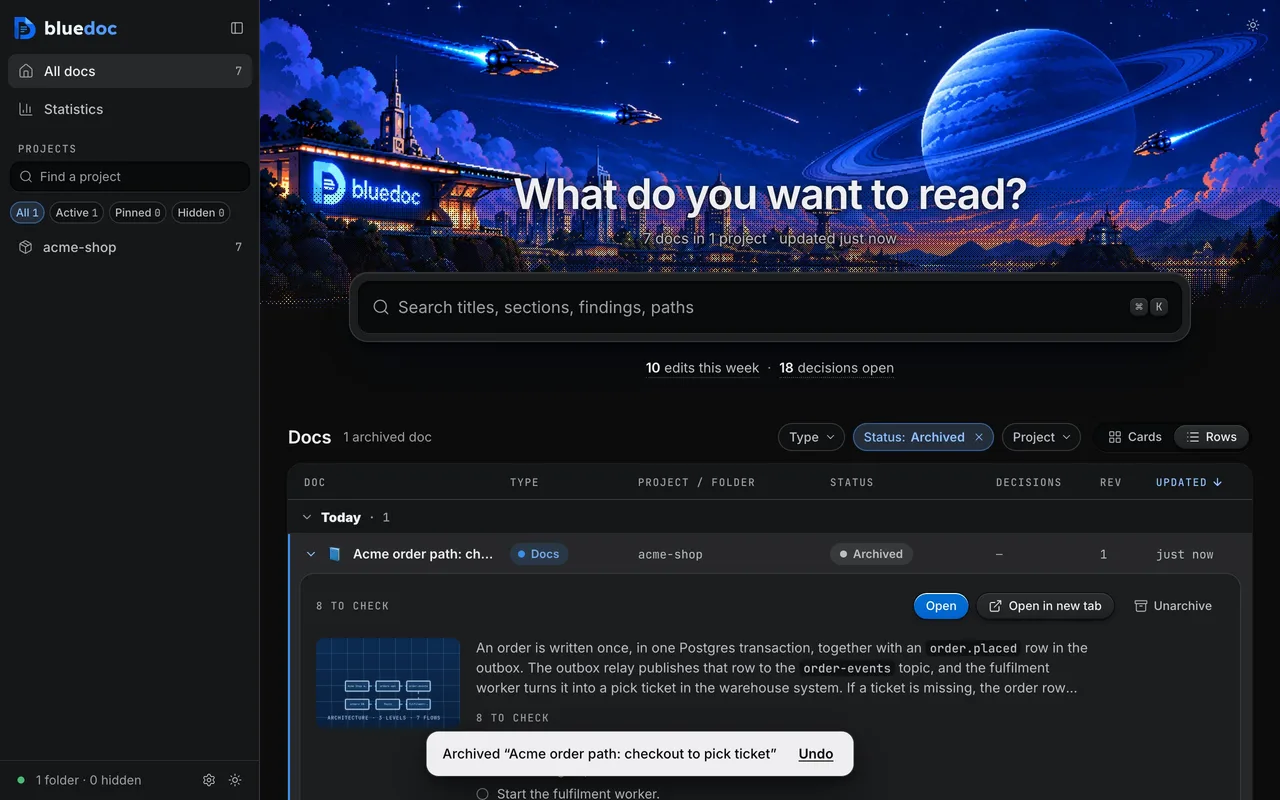 bluedoc
All docs 7
Statistics
PROJECTS
Find a project
All 1 Active 1 Pinned 0 Hidden 0
acme-shop 7
1 folder · 0 hidden
bluedoc
What do you want to read?
7 docs in 1 project · updated just now
Search titles, sections, findings, paths ⌘ K
10 edits this week · 18 decisions open
Docs 1 archived doc
Type Status: Archived × Project Cards Rows
DOC TYPE PROJECT / FOLDER STATUS DECISIONS REV UPDATED ↓
Today · 1
Acme order path: ch… Docs acme-shop Archived – 1 just now
8 TO CHECK Open Open in new tab Unarchive
An order is written once, in one Postgres transaction, together with an order.placed row in the
outbox. The outbox relay publishes that row to the order-events topic, and the fulfilment
worker turns it into a pick ticket in the warehouse system. If a ticket is missing, the order row…
ARCHITECTURE · 3 LEVELS · 7 FLOWS
8 TO CHECK
Archived “Acme order path: checkout to pick ticket” Undo
Start the fulfilment worker.